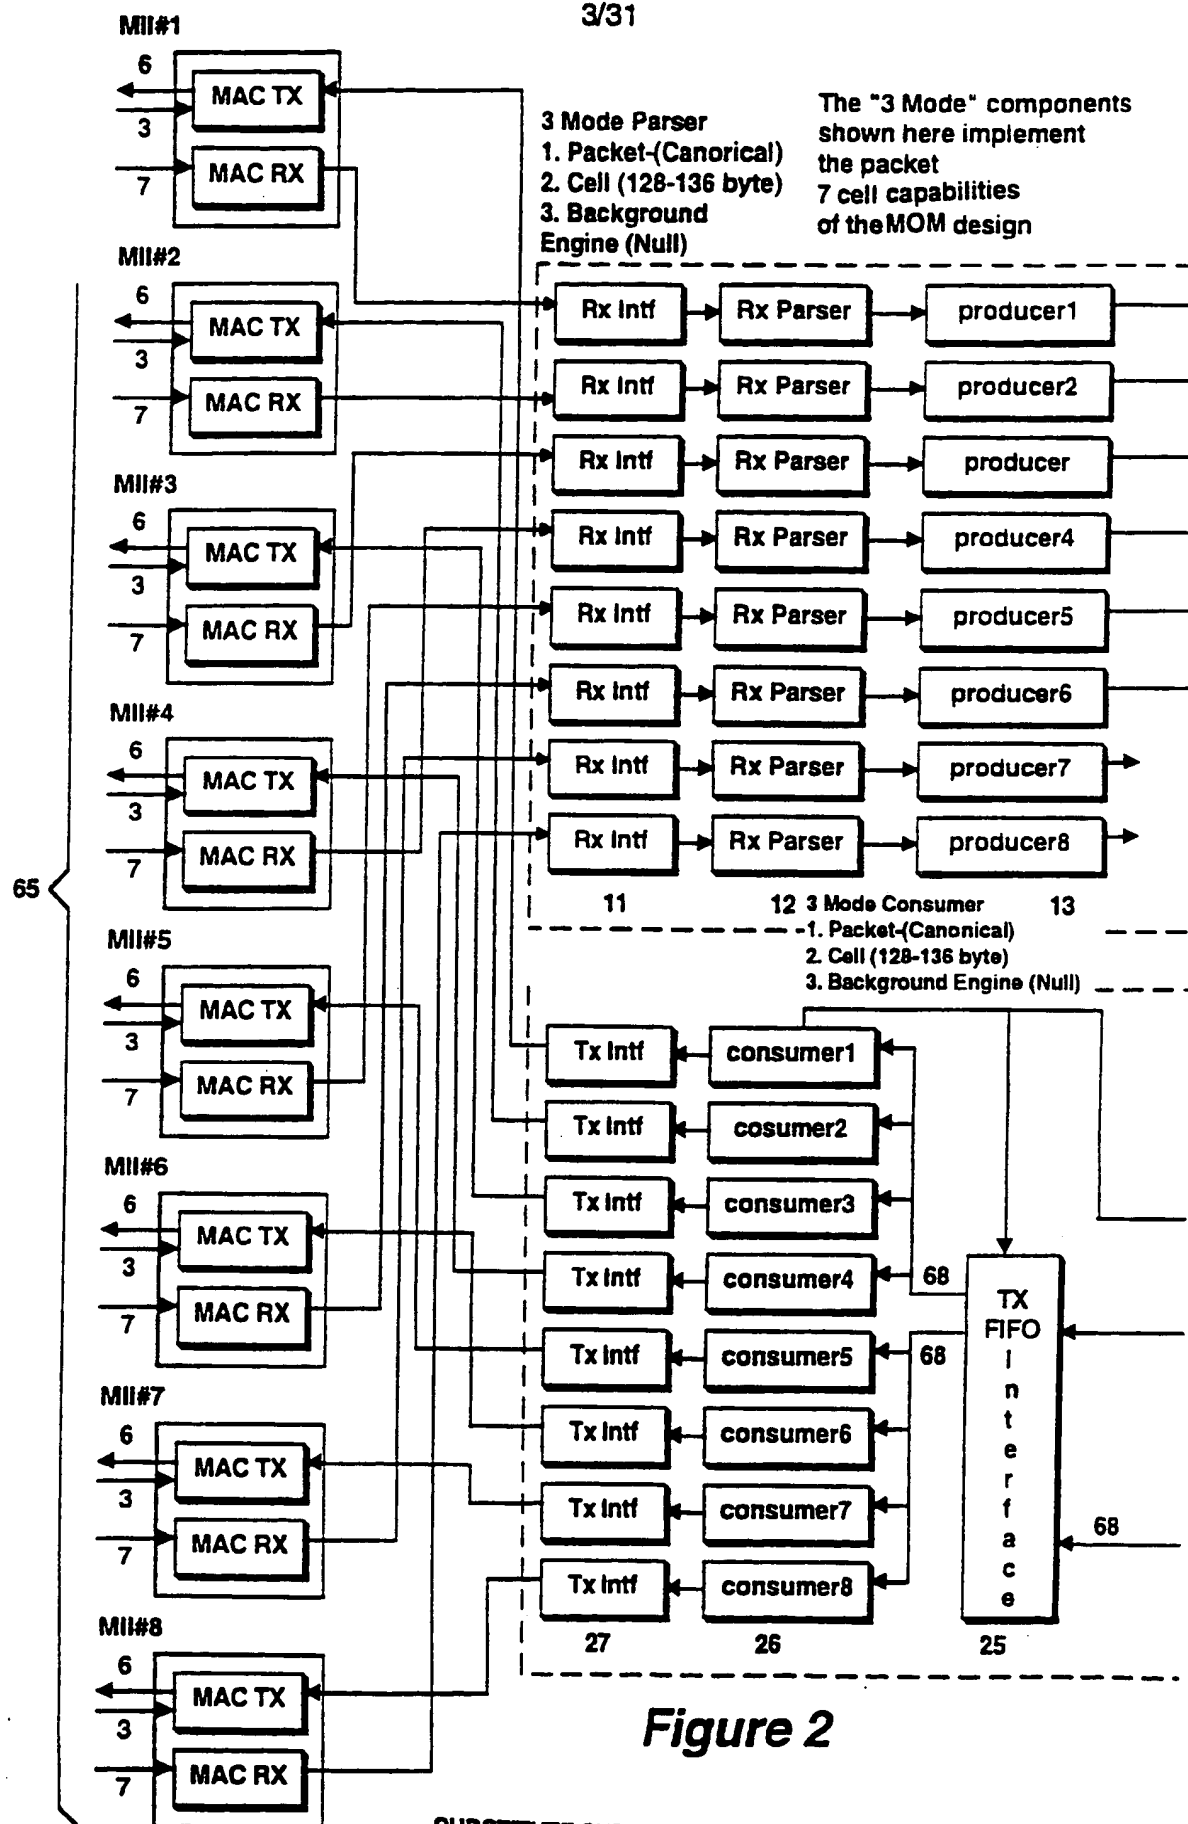 3/31
MII#1
6
MAC TX
3
MAC RX
7
3 Mode Parser
1. Packet-(Canorical)
2. Cell (128-136 byte)
3. Background
Engine (Null)
The "3 Mode" components
shown here implement
the packet
7 cell capabilities
of the MOM design
MII#2
6
MAC TX
3
MAC RX
7
MII#3
6
MAC TX
3
MAC RX
7
MII#4
6
MAC TX
3
MAC RX
7
65
MII#5
6
MAC TX
3
MAC RX
7
MII#6
6
MAC TX
3
MAC RX
7
MII#7
6
MAC TX
3
MAC RX
7
MII#8
6
MAC TX
3
MAC RX
7
Rx Intf Rx Parser producer1
Rx Intf Rx Parser producer2
Rx Intf Rx Parser producer
Rx Intf Rx Parser producer4
Rx Intf Rx Parser producer5
Rx Intf Rx Parser producer6
Rx Intf Rx Parser producer7
Rx Intf Rx Parser producer8
11 12 13
3 Mode Consumer
1. Packet-(Canonical)
2. Cell (128-136 byte)
3. Background Engine (Null)
Tx Intf consumer1
Tx Intf cosumer2
Tx Intf consumer3
Tx Intf consumer4
68
Tx Intf consumer5
68
Tx Intf consumer6
Tx Intf consumer7
Tx Intf consumer8
TX
FIFO
I
n
t
e
r
f
a
c
e
68
27 26 25
Figure 2